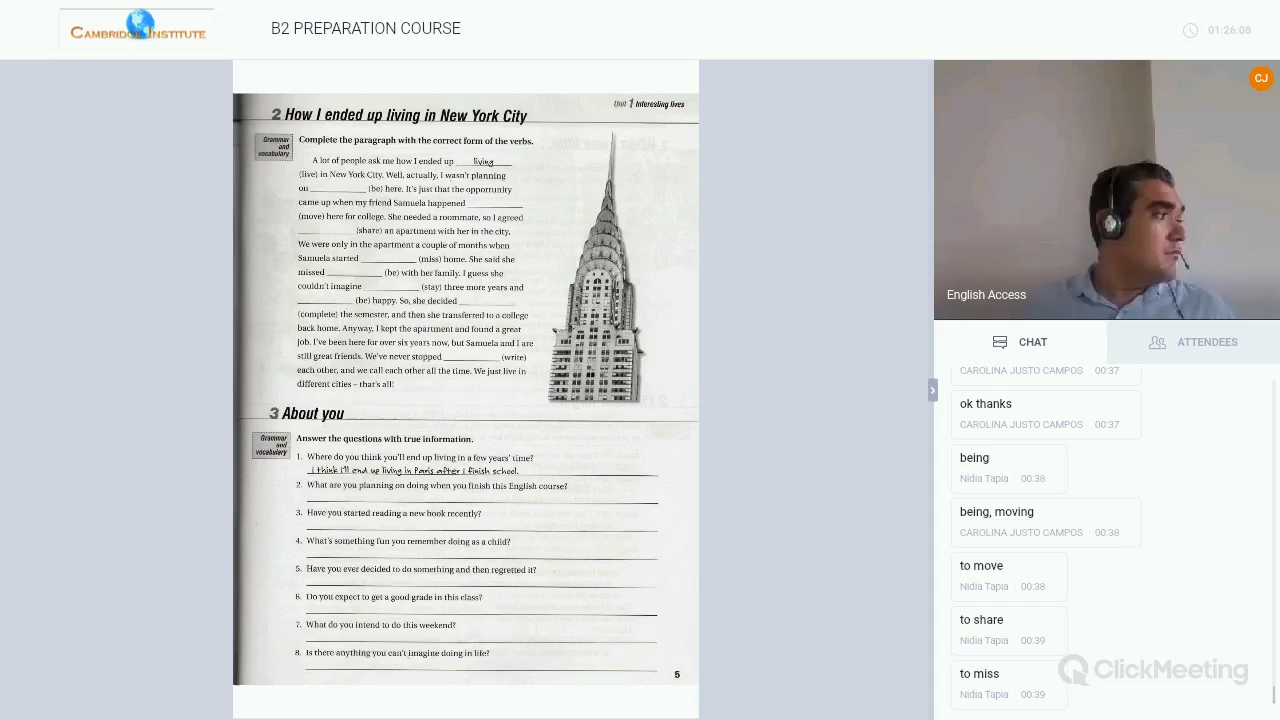 CAMBRIDGE INSTITUTE
B2 PREPARATION COURSE
01:26:08
Unit 1 Interesting lives
2 How I ended up living in New York City
Grammar
and
vocabulary
Complete the paragraph with the correct form of the verbs.
A lot of people ask me how I ended up living
(live) in New York City. Well, actually, I wasn't planning
on ___________ (be) here. It's just that the opportunity
came up when my friend Samuela happened ___________
(move) here for college. She needed a roommate, so I agreed
___________ (share) an apartment with her in the city.
We were only in the apartment a couple of months when
Samuela started ___________ (miss) home. She said she
missed ___________ (be) with her family. I guess she
couldn't imagine ___________ (stay) three more years and
___________ (be) happy. So, she decided ___________
(complete) the semester, and then she transferred to a college
back home. Anyway, I kept the apartment and found a great
job. I've been here for over six years now, but Samuela and I are
still great friends. We've never stopped ___________ (write)
each other, and we call each other all the time. We just live in
different cities – that's all!
3 About you
Grammar
and
vocabulary
Answer the questions with true information.
1. Where do you think you'll end up living in a few years' time?
I think I'll end up living in Paris after I finish school.
2. What are you planning on doing when you finish this English course?
3. Have you started reading a new book recently?
4. What's something fun you remember doing as a child?
5. Have you ever decided to do something and then regretted it?
6. Do you expect to get a good grade in this class?
7. What do you intend to do this weekend?
8. Is there anything you can't imagine doing in life?
5
CJ
English Access
CHAT
ATTENDEES
CAROLINA JUSTO CAMPOS 00:37
ok thanks
CAROLINA JUSTO CAMPOS 00:37
being
Nidia Tapia 00:38
being, moving
CAROLINA JUSTO CAMPOS 00:38
to move
Nidia Tapia 00:38
to share
Nidia Tapia 00:39
to miss
Nidia Tapia 00:39
ClickMeeting